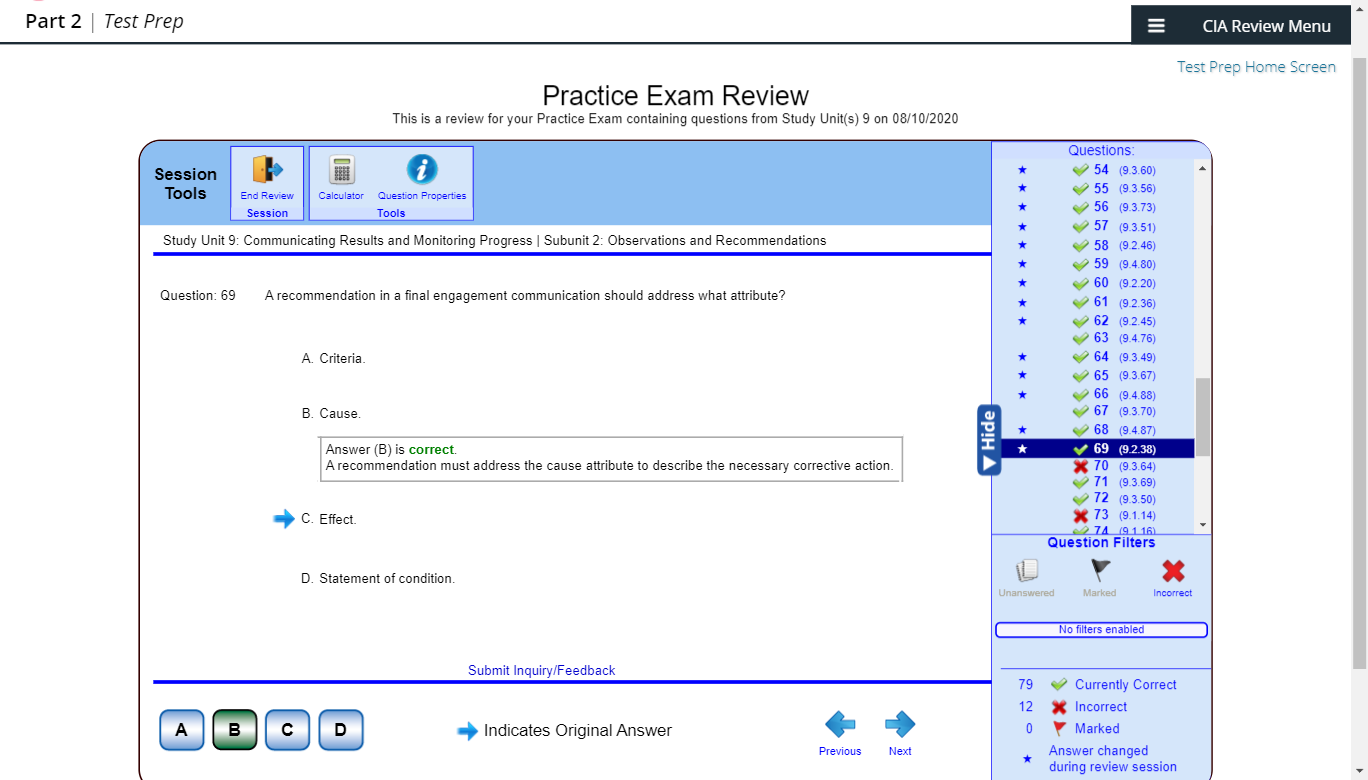 Part 2 | Test Prep
CIA Review Menu
Test Prep Home Screen
Practice Exam Review
This is a review for your Practice Exam containing questions from Study Unit(s) 9 on 08/10/2020
Session Tools
End Review
Session
Calculator
Question Properties
Tools
Study Unit 9: Communicating Results and Monitoring Progress | Subunit 2: Observations and Recommendations
Question: 69 A recommendation in a final engagement communication should address what attribute?
A. Criteria.
B. Cause.
Answer (B) is correct.
A recommendation must address the cause attribute to describe the necessary corrective action.
C. Effect.
D. Statement of condition.
Submit Inquiry/Feedback
A B C D
Indicates Original Answer
Previous
Next
Hide
Questions:
54 (9.3.60)
55 (9.3.56)
56 (9.3.73)
57 (9.3.51)
58 (9.2.46)
59 (9.4.80)
60 (9.2.20)
61 (9.2.36)
62 (9.2.45)
63 (9.4.76)
64 (9.3.49)
65 (9.3.67)
66 (9.4.88)
67 (9.3.70)
68 (9.4.87)
69 (9.2.38)
70 (9.3.64)
71 (9.3.69)
72 (9.3.50)
73 (9.1.14)
74 (9.1.16)
Question Filters
Unanswered
Marked
Incorrect
No filters enabled
79 Currently Correct
12 Incorrect
0 Marked
Answer changed
during review session